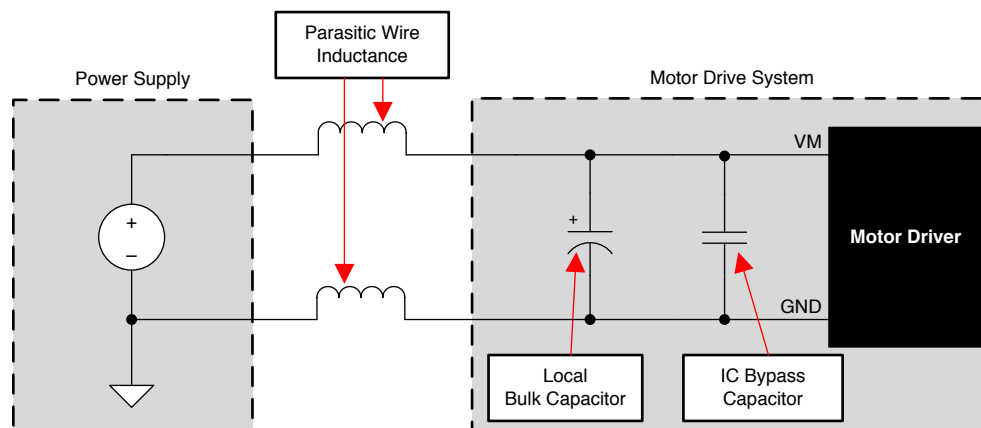 Parasitic Wire
Inductance
Power Supply
Motor Drive System
VM
+
–
+
Motor Driver
GND
Local
Bulk Capacitor
IC Bypass
Capacitor